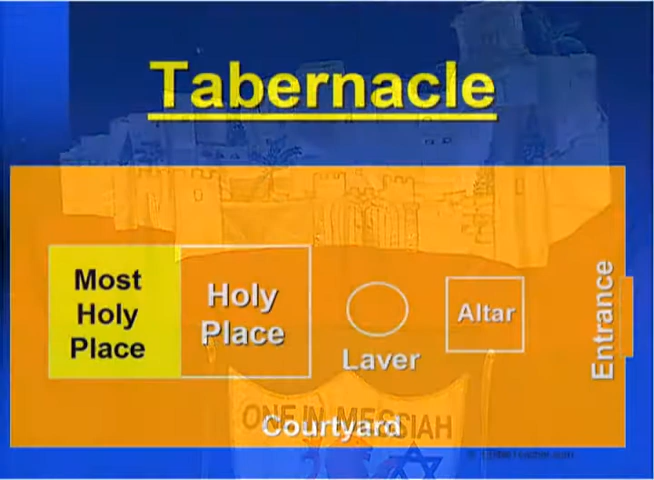 Tabernacle
Most
Holy
Place
Holy
Place
Laver
Altar
Entrance
ONE IN MESSIAH
Courtyard